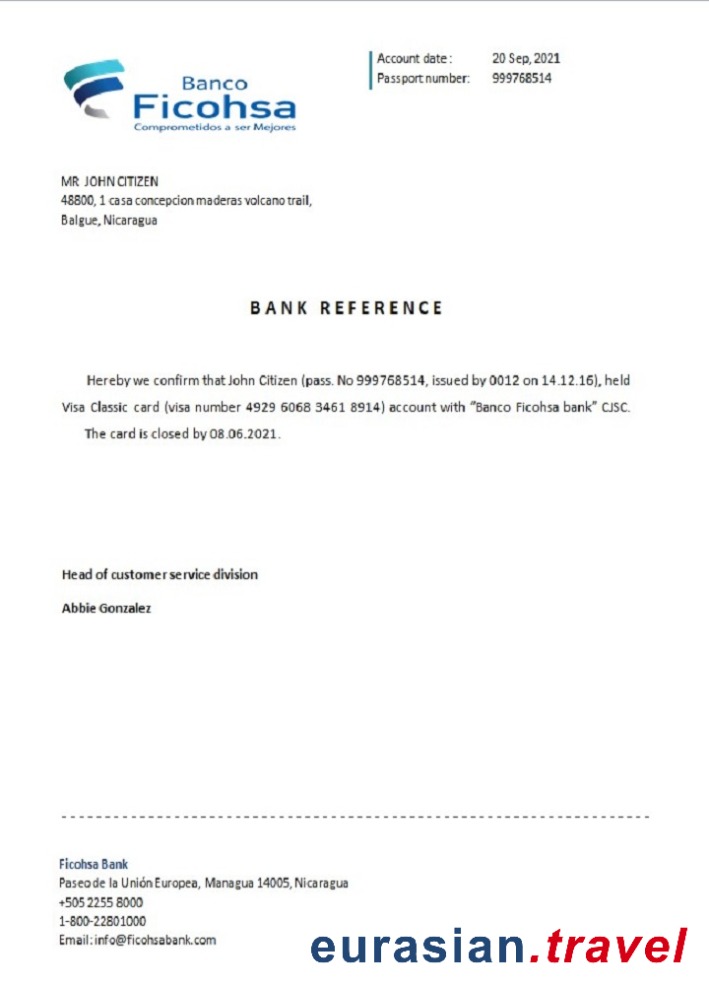 Banco
Ficohsa
Comprometidos a ser Mejores
Account date : 20 Sep, 2021
Passport number: 999768514
MR JOHN CITIZEN
48800, 1 casa concepcion maderas volcano trail,
Balgue, Nicaragua
BANK REFERENCE
Hereby we confirm that John Citizen (pass. No 999768514, issued by 0012 on 14.12.16), held
Visa Classic card (visa number 4929 6068 3461 8914) account with “Banco Ficohsa bank” CJSC.
The card is closed by 08.06.2021.
Head of customer service division
Abbie Gonzalez
Ficohsa Bank
Paseo de la Unión Europea, Managua 14005, Nicaragua
+505 2255 8000
1-800-22801000
Email: info@ficohsabank.com
eurasian.travel